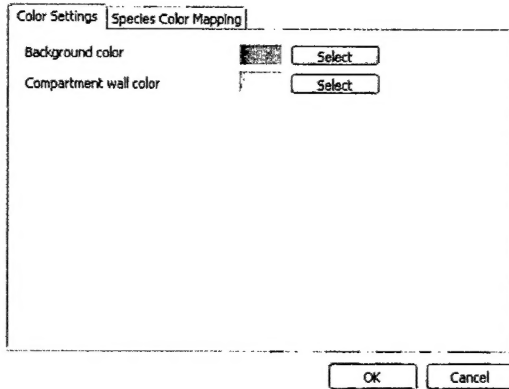 Color Settings Species Color Mapping
Background color Select
Compartment wall color Select
OK Cancel